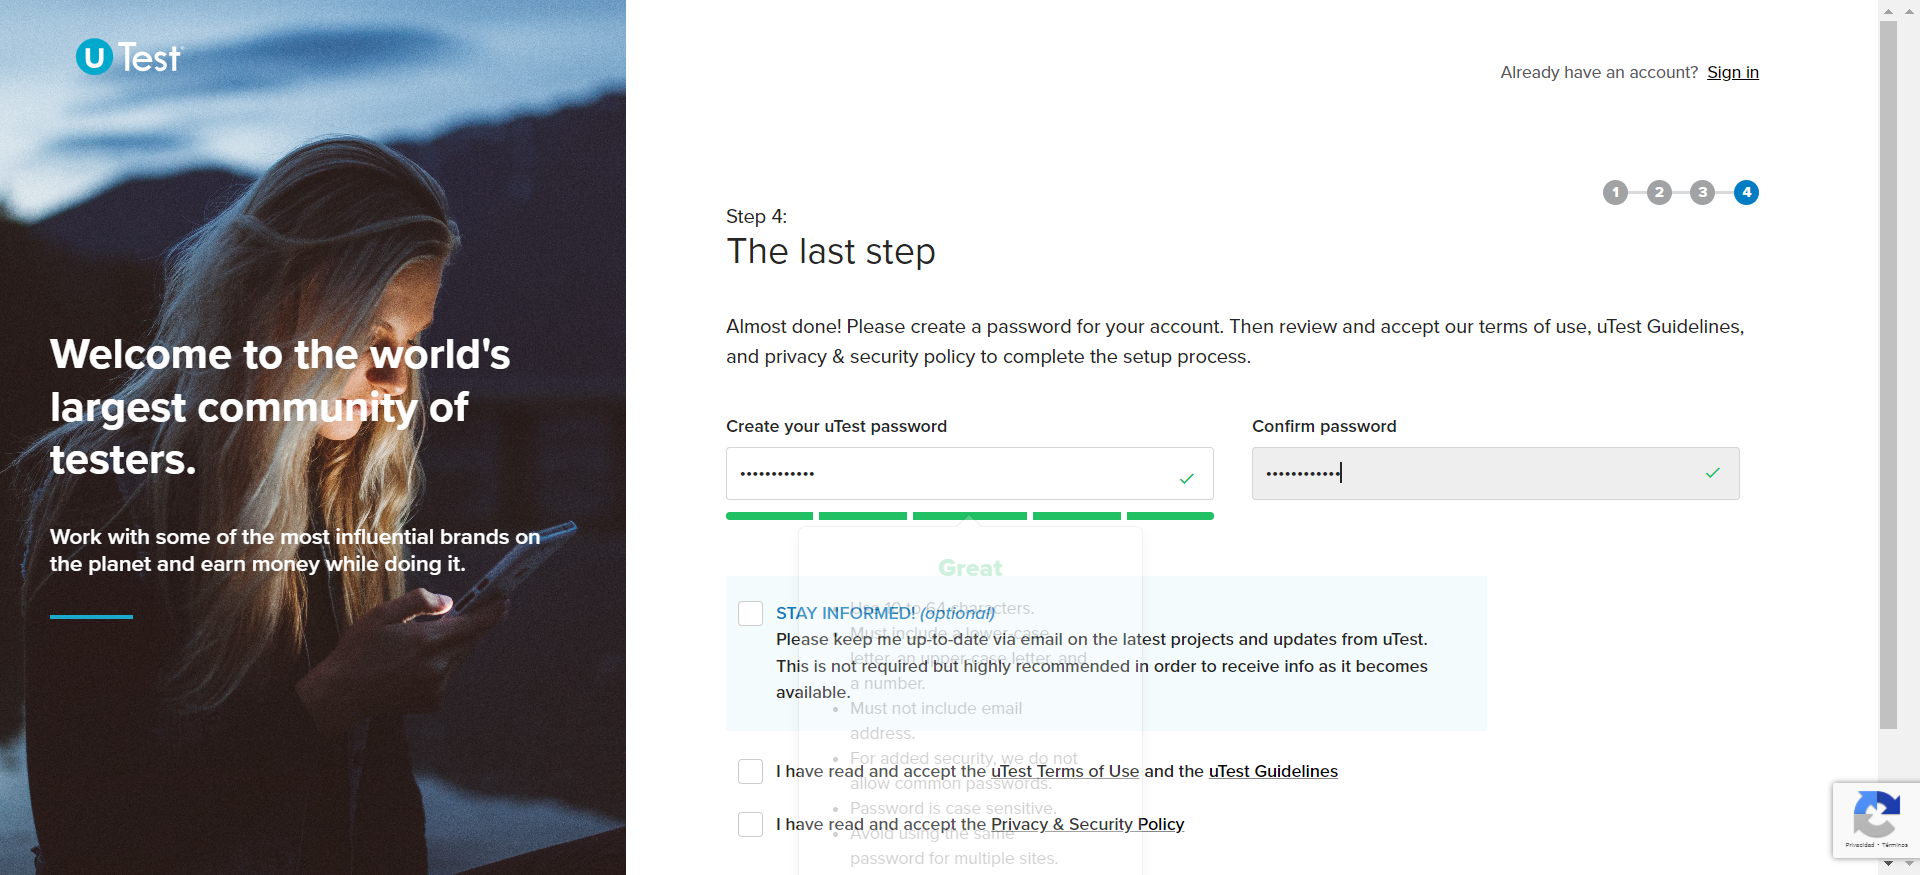 U Test
Already have an account? Sign in
1 2 3 4
Step 4:
The last step
Welcome to the world's
largest community of
testers.
Work with some of the most influential brands on
the planet and earn money while doing it.
Almost done! Please create a password for your account. Then review and accept our terms of use, uTest Guidelines,
and privacy & security policy to complete the setup process.
Create your uTest password
Confirm password
••••••••••••
••••••••••••
Great
Use 10 to 64 characters.
• Must include a lower-case
letter, an upper-case letter, and
a number.
• Must not include email
address.
• For added security, we do not
allow common passwords.
• Password is case sensitive.
• Avoid using the same
password for multiple sites.
STAY INFORMED! (optional)
Please keep me up-to-date via email on the latest projects and updates from uTest.
This is not required but highly recommended in order to receive info as it becomes
available.
I have read and accept the uTest Terms of Use and the uTest Guidelines
I have read and accept the Privacy & Security Policy
Privacidad - Términos